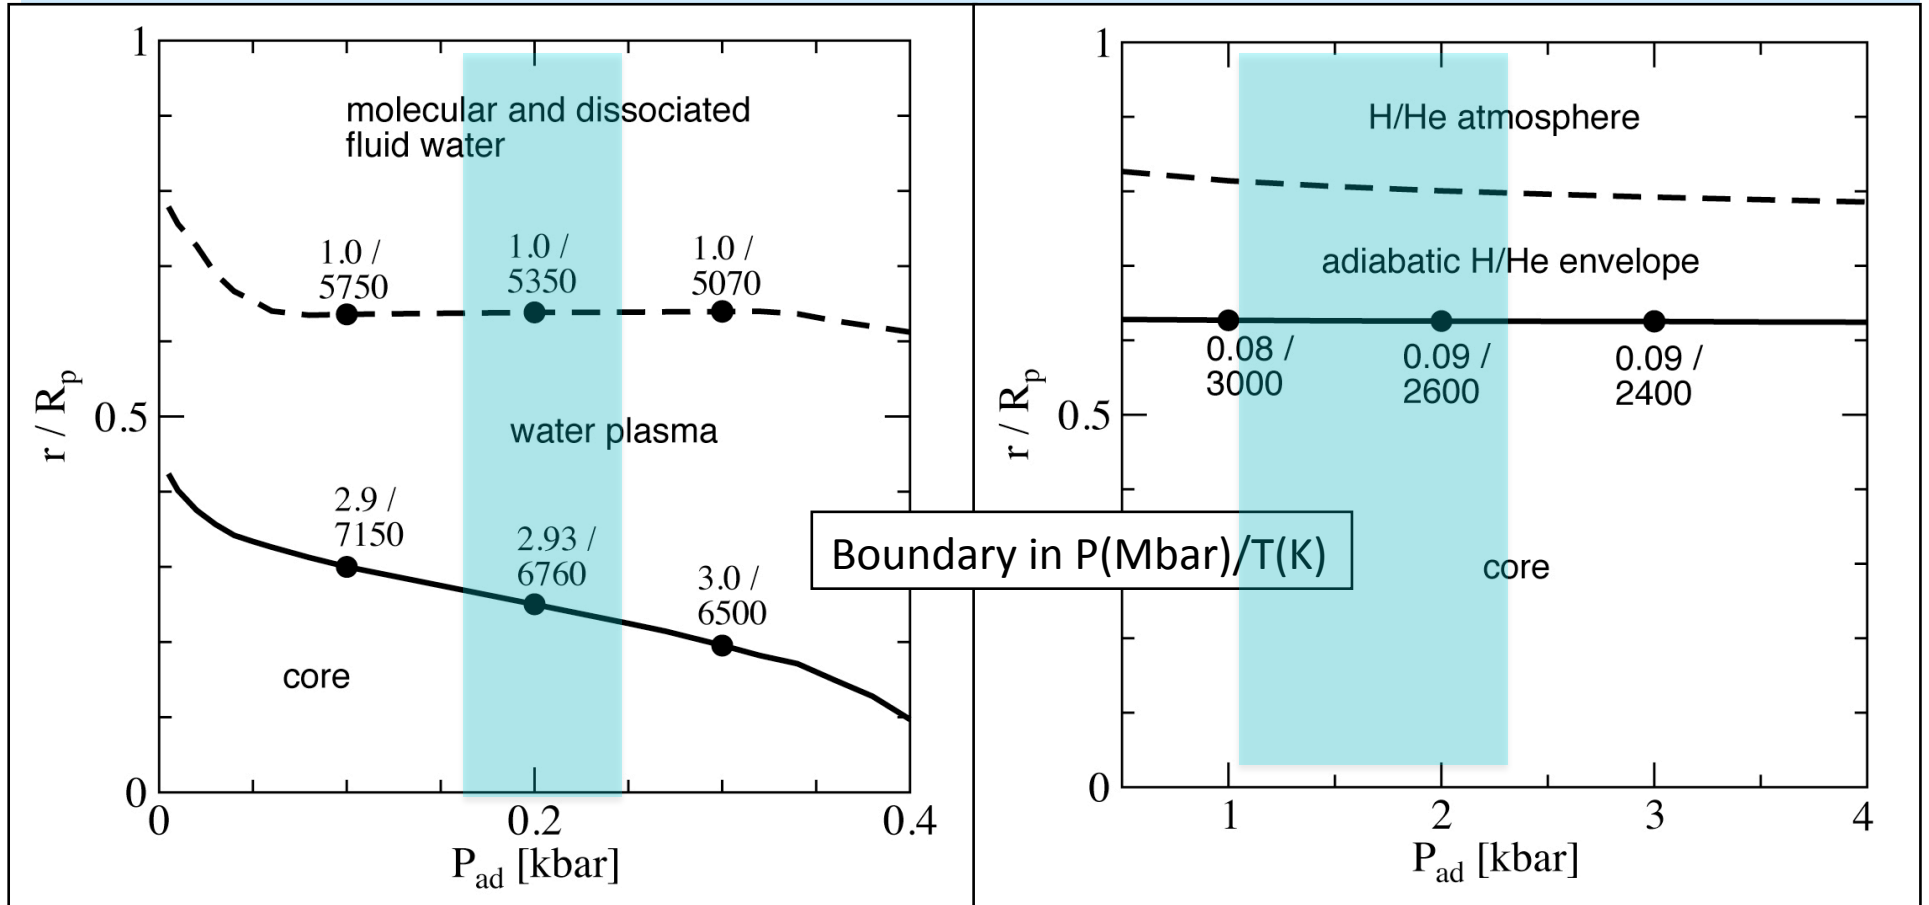 1
molecular and dissociated
fluid water
1.0 /
5750
1.0 /
5350
1.0 /
5070
r / Rp
0.5
water plasma
2.9 /
7150
2.93 /
6760
3.0 /
6500
core
0
0
0.2
0.4
Pad [kbar]
Boundary in P(Mbar)/T(K)
1
H/He atmosphere
adiabatic H/He envelope
0.08 /
3000
0.09 /
2600
0.09 /
2400
r / Rp
0.5
core
0
1
2
3
4
Pad [kbar]